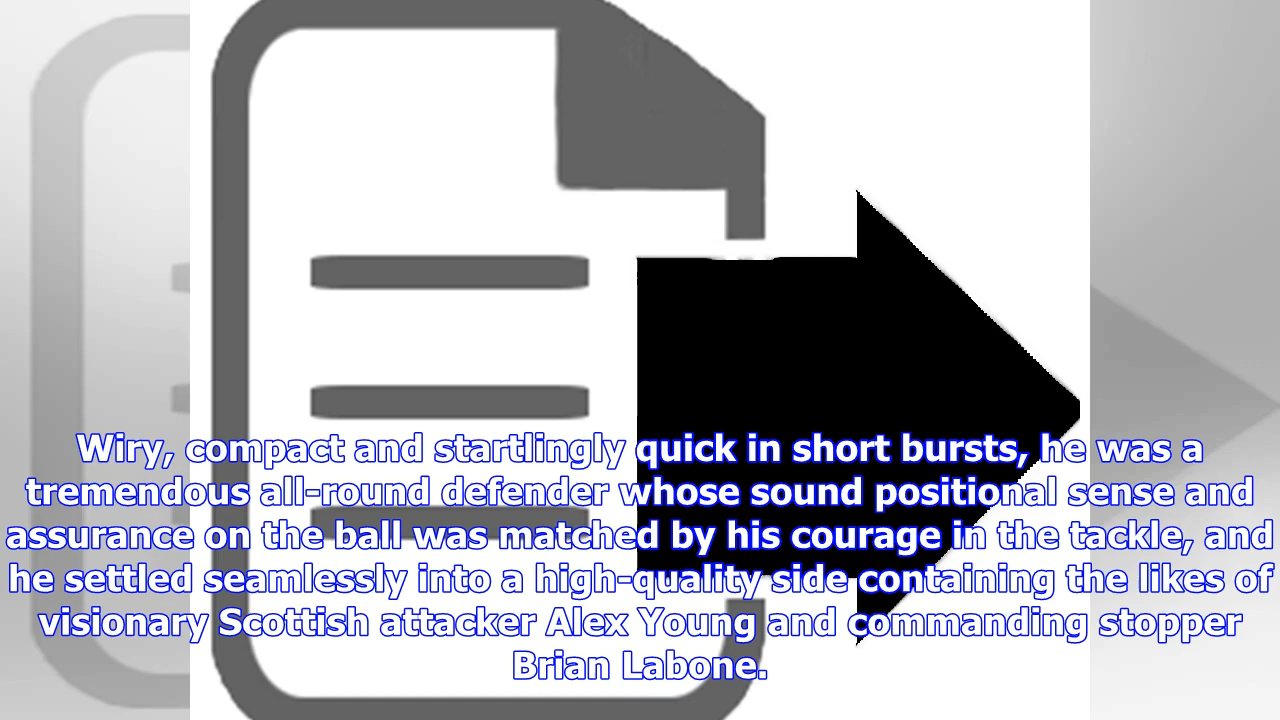 Wiry, compact and startlingly quick in short bursts, he was a
tremendous all-round defender whose sound positional sense and
assurance on the ball was matched by his courage in the tackle, and
he settled seamlessly into a high-quality side containing the likes of
visionary Scottish attacker Alex Young and commanding stopper
Brian Labone.